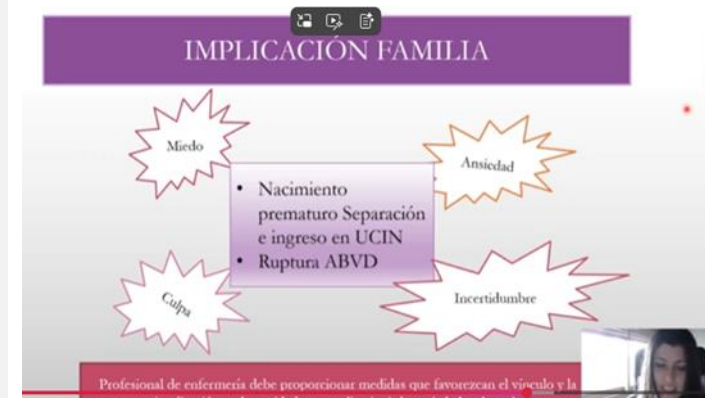 IMPLICACIÓN FAMILIA
Miedo
Ansiedad
• Nacimiento
prematuro Separación
e ingreso en UCIN
• Ruptura ABVD
Culpa
Incertidumbre
Profesional de enfermería debe proporcionar medidas que favorezcan el vínculo y la